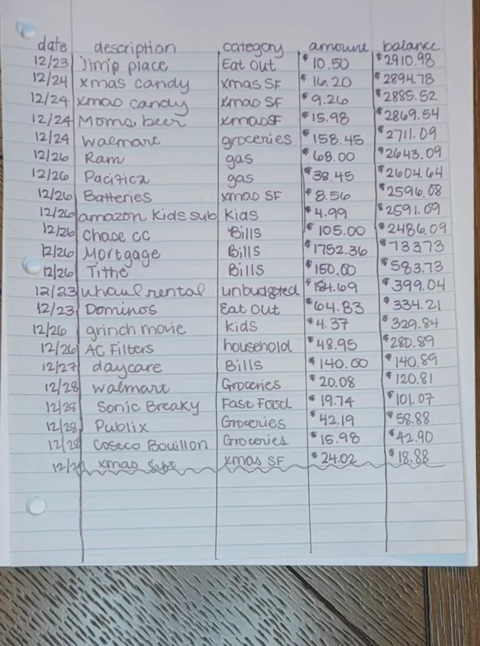 date description category amount balance
12/23 place Eat Out $10.50 $2910.98
12/24 xmas candy xmas SF $16.20 $2894.78
12/24 xmas candy xmas SF $9.26 $2885.52
12/24 Moms beer xmas SF $15.98 $2869.54
12/24 walmart groceries $158.45 $2711.09
12/26 Ram gas $68.00 $2643.09
12/26 Pacifica gas $38.45 $2604.64
12/26 Batteries xmas SF $8.56 $2596.08
12/26 amazon Kids sub Kids $4.99 $2591.09
12/26 Chase CC Bills $105.00 $2486.09
12/26 Mortgage Bills $1752.36 $733.73
12/26 Tithe Bills $150.00 $583.73
12/23 uhaul rental unbudgeted $184.69 $399.04
12/23 Dominos Eat Out $64.83 $334.21
12/26 grinch movie Kids $4.37 $329.84
12/26 AC Filters household $48.95 $280.89
12/27 daycare Bills $140.00 $140.89
12/28 walmart Groceries $20.08 $120.81
12/28 Sonic Breaky Fast Food $19.74 $101.07
12/28 Publix Groceries $42.19 $58.88
12/28 Costco Bouillon Groceries $15.98 $42.90
xmas xmas SF $24.02 $18.88